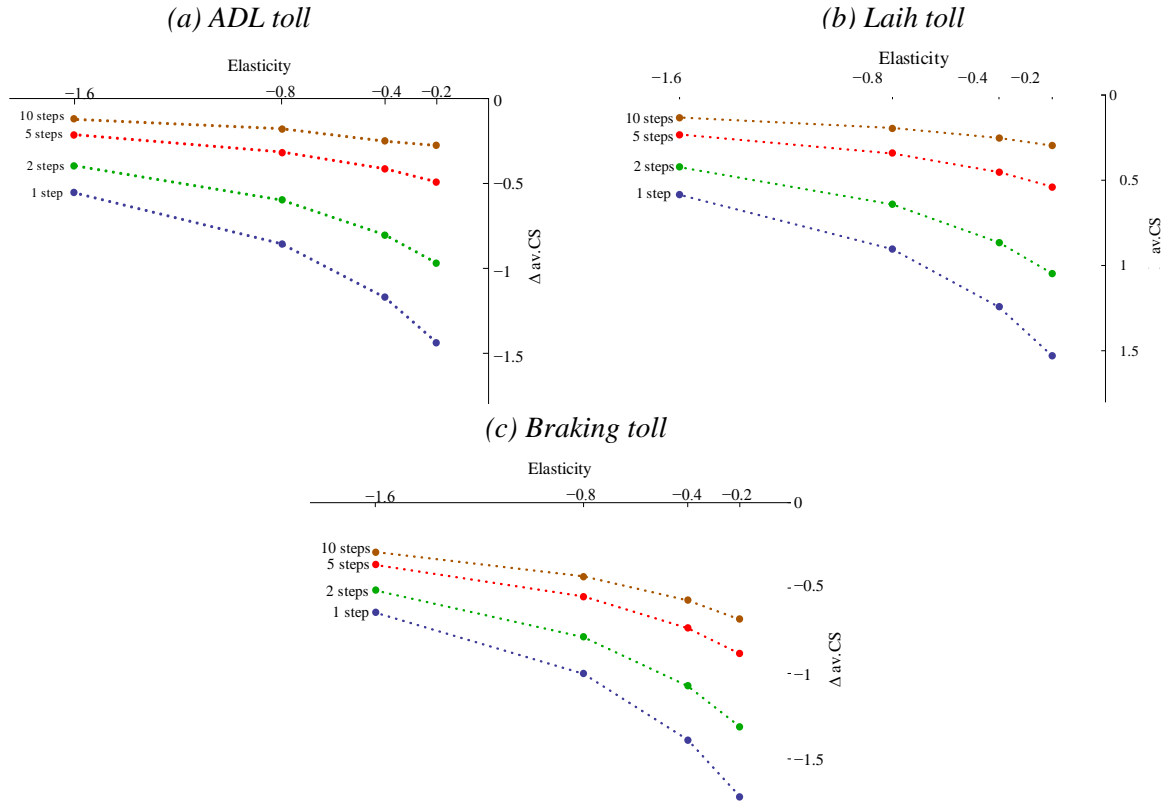 (a) ADL toll
Elasticity
−1.6 −0.8 −0.4 −0.2 0
10 steps
5 steps
2 steps
1 step
−0.5
−1
−1.5
Δ av.CS
(b) Laih toll
Elasticity
−1.6 −0.8 −0.4 −0.2
0
10 steps
5 steps
2 steps
1 step
0.5
1
1.5
av.CS
(c) Braking toll
Elasticity
−1.6 −0.8 −0.4 −0.2 0
10 steps
5 steps
2 steps
1 step
−0.5
−1
−1.5
Δ av.CS